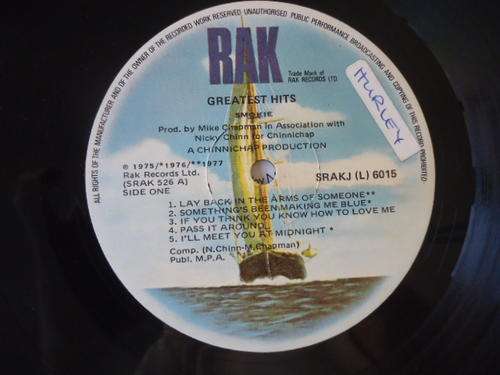 ALL RIGHTS OF THE MANUFACTURER AND OF THE OWNER OF THE RECORDED WORK RESERVED UNAUTHORISED PUBLIC PERFORMANCE BROADCASTING AND COPYING OF THIS RECORD PROHIBITED
RAK
Trade Mark of
RAK RECORDS LTD
HURLEY
GREATEST HITS
SMOKIE
Prod. by Mike Chapman in Association with
Nicky Chinn for Chinnichap
A CHINNICHAP PRODUCTION
℗ 1975/*1976/**1977
Rak Records Ltd.
(SRAK 526 A)
SIDE ONE
SRAKJ (L) 6015
1. LAY BACK IN THE ARMS OF SOMEONE**
2. SOMETHING'S BEEN MAKING ME BLUE*
3. IF YOU THINK YOU KNOW HOW TO LOVE ME
4. PASS IT AROUND
5. I'LL MEET YOU AT MIDNIGHT *
Comp. (N.Chinn-M.Chapman)
Publ. M.P.A.